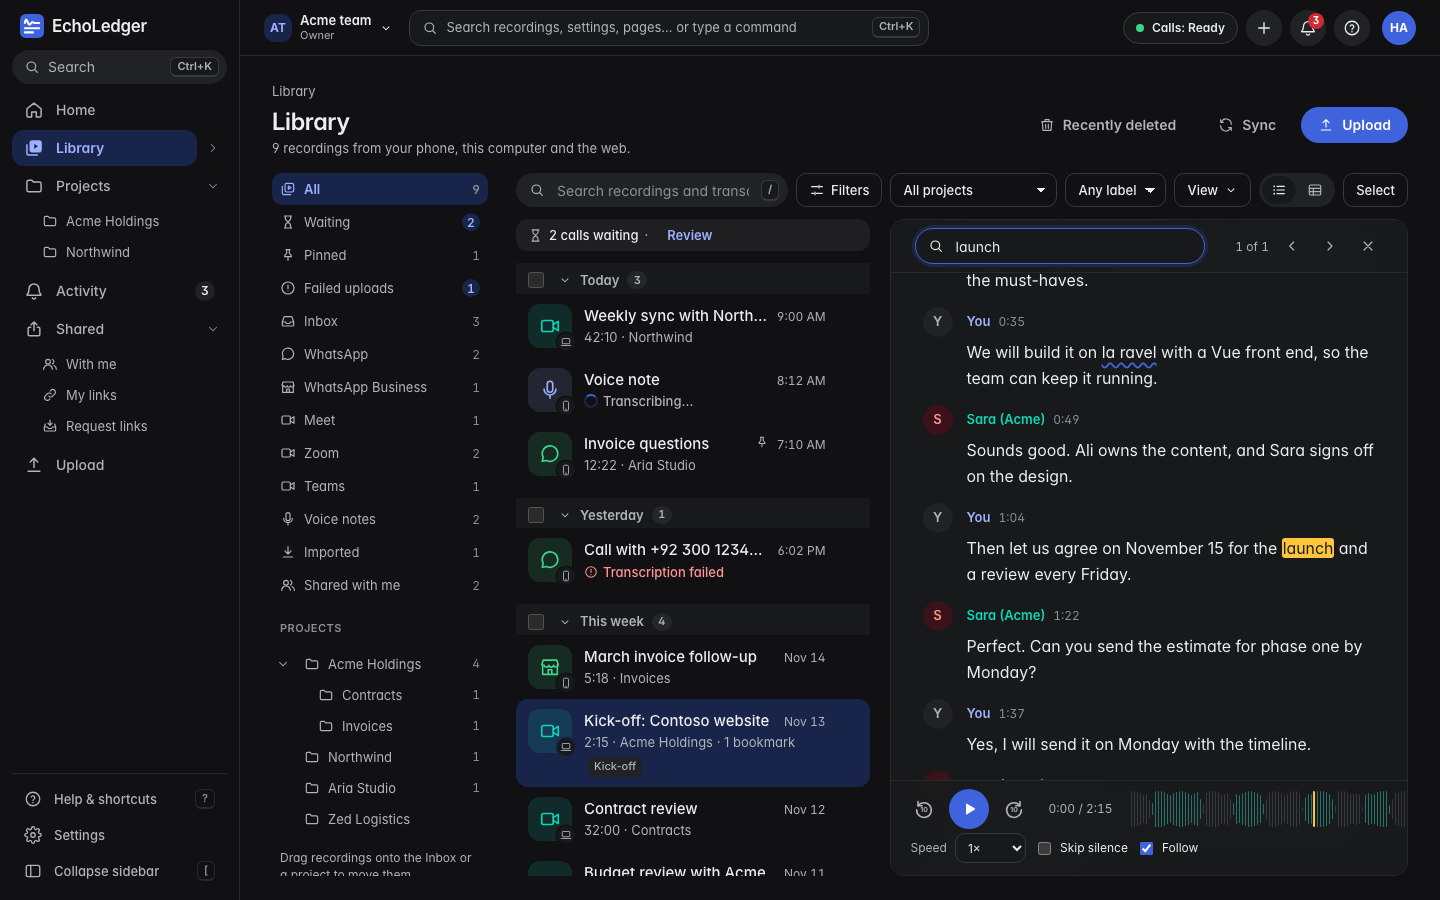 EchoLedger
Search Ctrl+K
Home
Library
Projects
Acme Holdings
Northwind
Activity 3
Shared
With me
My links
Request links
Upload
Help & shortcuts ?
Settings
Collapse sidebar [
AT Acme team
Owner
Search recordings, settings, pages... or type a command Ctrl+K
Calls: Ready
3
HA
Library
Library
9 recordings from your phone, this computer and the web.
Recently deleted
Sync
Upload
All 9
Waiting 2
Pinned 1
Failed uploads 1
Inbox 3
WhatsApp 2
WhatsApp Business 1
Meet 1
Zoom 2
Teams 1
Voice notes 2
Imported 1
Shared with me 2
PROJECTS
Acme Holdings 4
Contracts 1
Invoices 1
Northwind 1
Aria Studio 1
Zed Logistics
Drag recordings onto the Inbox or
a project to move them
Search recordings and transc /
Filters
All projects
Any label
View
Select
2 calls waiting · Review
Today 3
Weekly sync with North... 9:00 AM
42:10 · Northwind
Voice note 8:12 AM
Transcribing...
Invoice questions 7:10 AM
12:22 · Aria Studio
Yesterday 1
Call with +92 300 1234... 6:02 PM
Transcription failed
This week 4
March invoice follow-up Nov 14
5:18 · Invoices
Kick-off: Contoso website Nov 13
2:15 · Acme Holdings · 1 bookmark
Kick-off
Contract review Nov 12
32:00 · Contracts
Budget review with Acme Nov 11
launch
1 of 1
the must-haves.
Y You 0:35
We will build it on la ravel with a Vue front end, so the
team can keep it running.
S Sara (Acme) 0:49
Sounds good. Ali owns the content, and Sara signs off
on the design.
Y You 1:04
Then let us agree on November 15 for the launch and
a review every Friday.
S Sara (Acme) 1:22
Perfect. Can you send the estimate for phase one by
Monday?
Y You 1:37
Yes, I will send it on Monday with the timeline.
10
10
0:00 / 2:15
Speed 1×
Skip silence
Follow